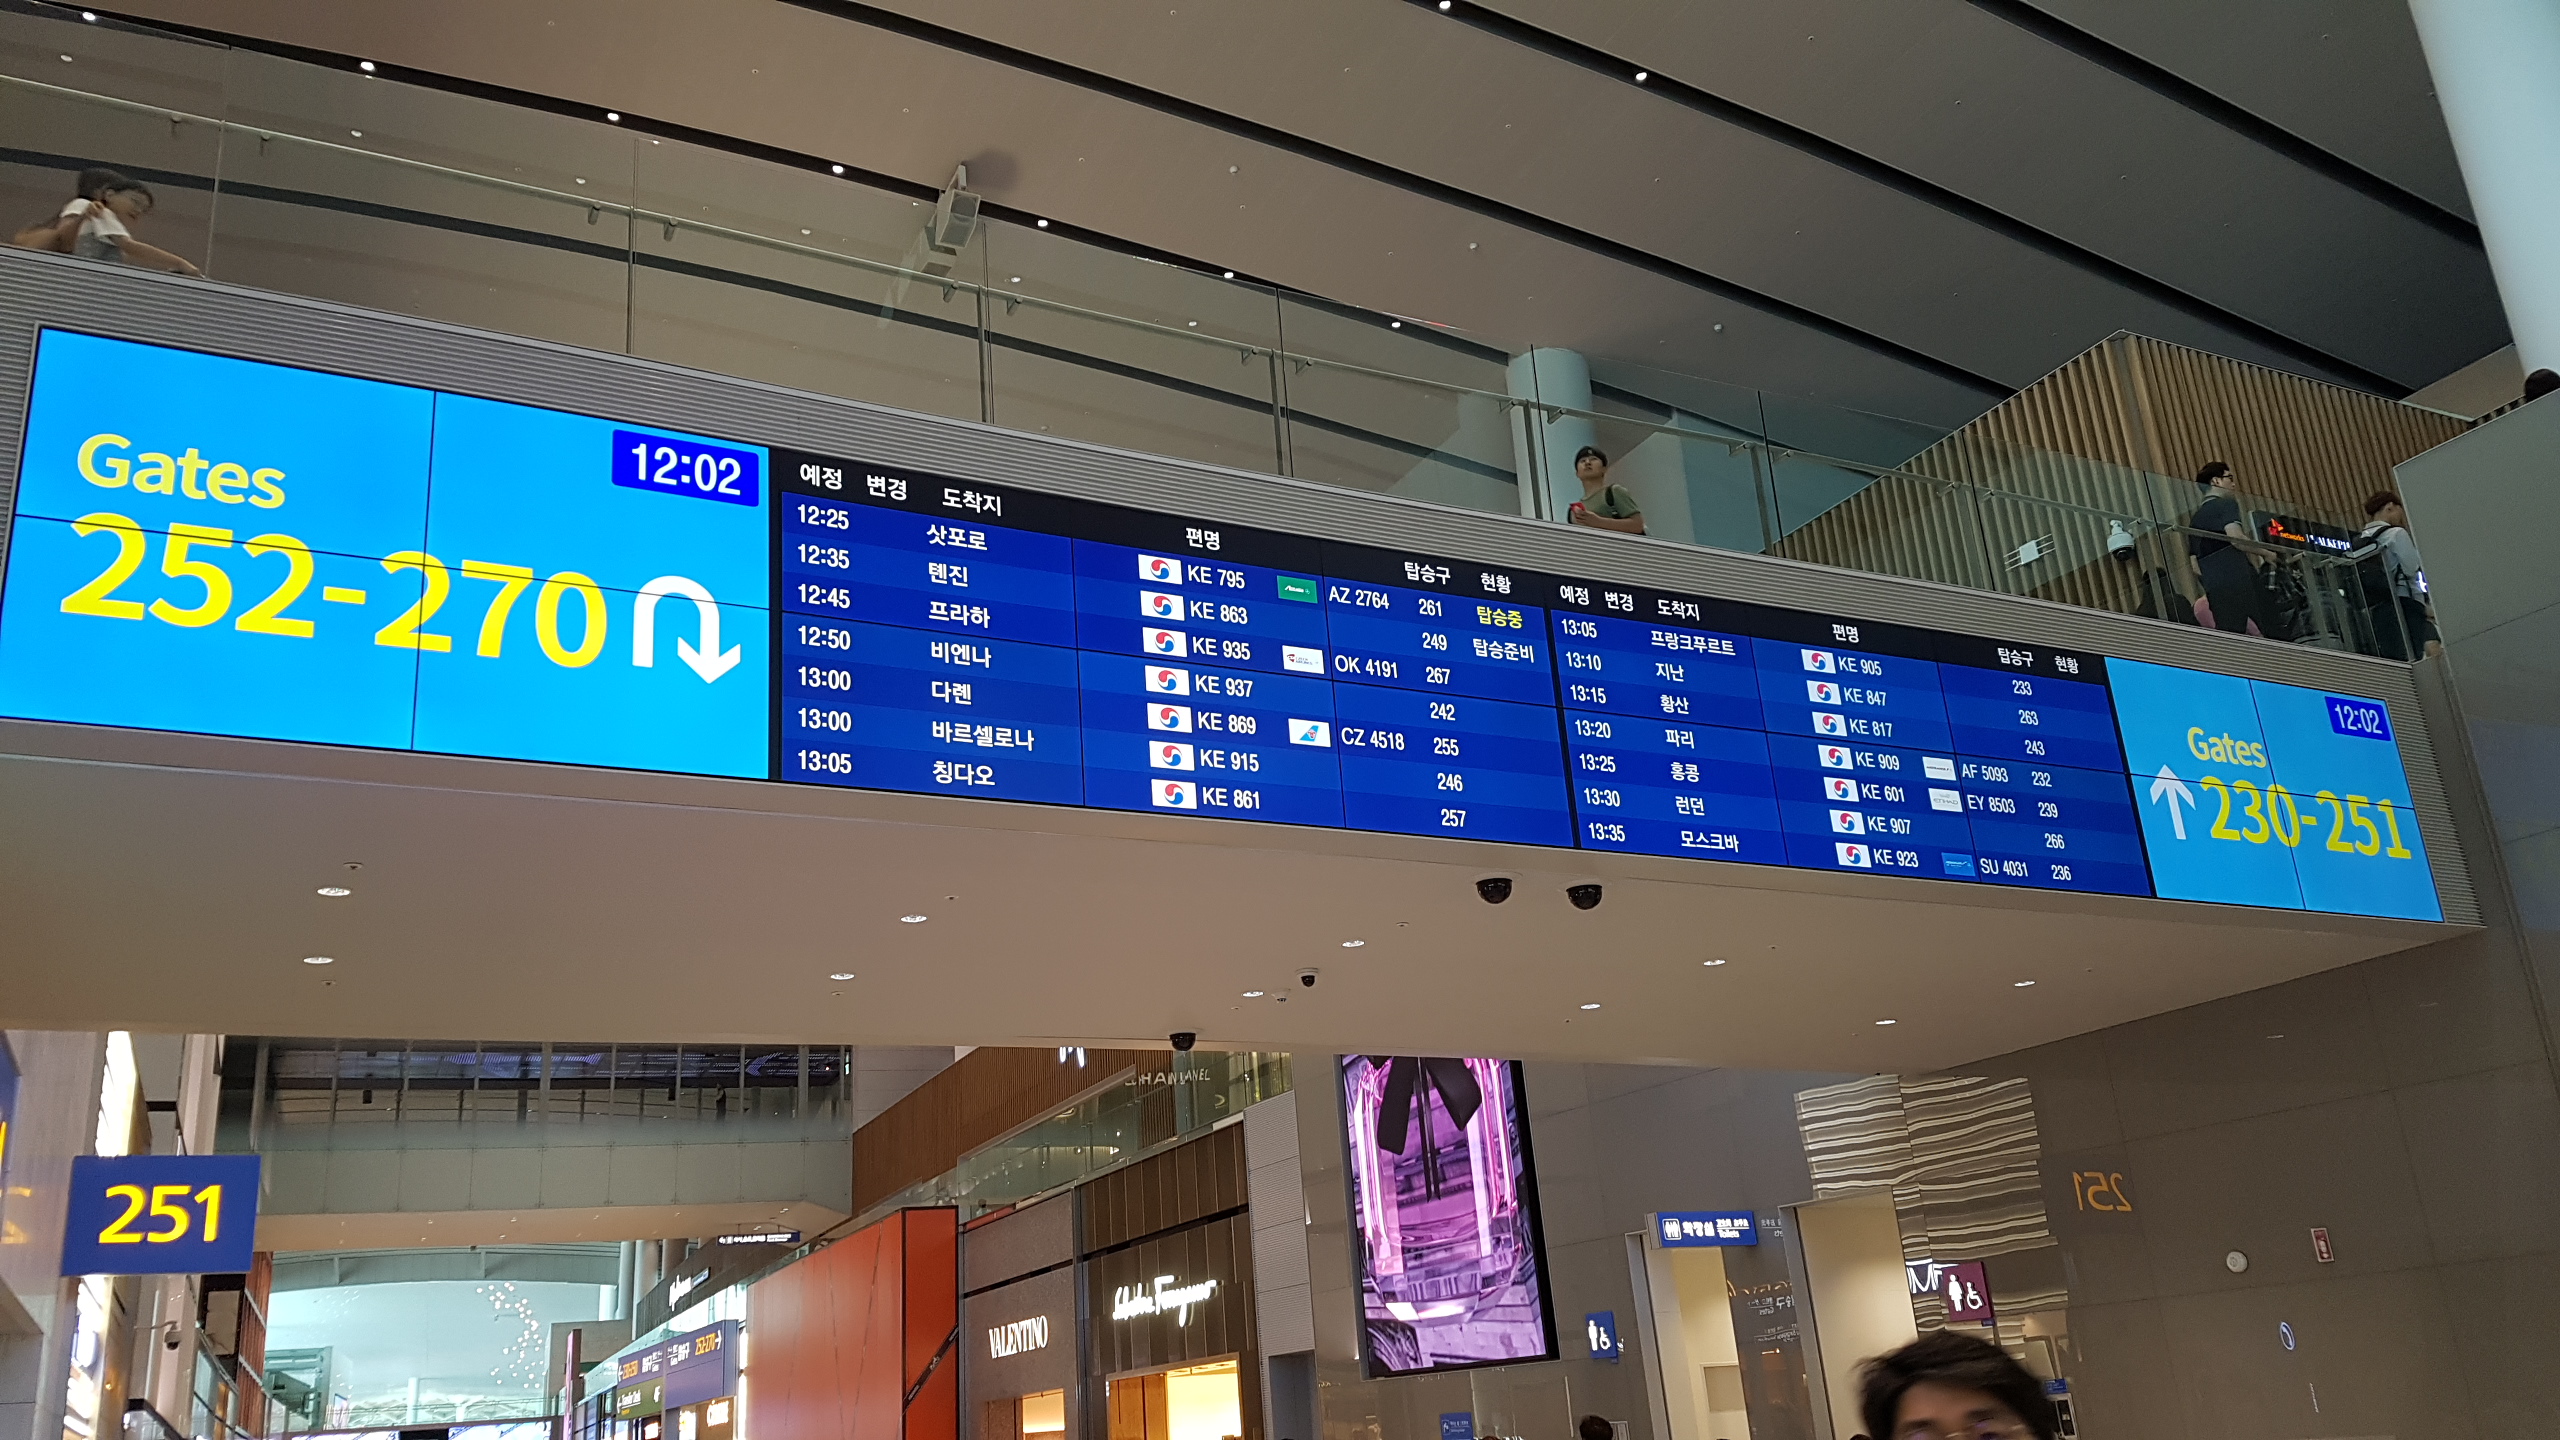 Gates
252-270
12:02
예정 변경 도착지 편명 탑승구 현황
12:25 삿포로 KE 795 AZ 2764 261 탑승중
12:35 톈진 KE 863 249 탑승준비
12:45 프라하 KE 935 OK 4191 267
12:50 비엔나 KE 937 242
13:00 다롄 KE 869 CZ 4518 255
13:00 바르셀로나 KE 915 246
13:05 칭다오 KE 861 257
예정 변경 도착지 편명 탑승구 현황
13:05 프랑크푸르트 KE 905 233
13:10 지난 KE 847 263
13:15 황산 KE 817 243
13:20 파리 KE 909 AF 5093 232
13:25 홍콩 KE 601 EY 8503 239
13:30 런던 KE 907 266
13:35 모스크바 KE 923 SU 4031 236
12:02
Gates
230-251
CHANEL
251
VALENTINO
Salvatore Ferragamo
화장실 Toilets
252-270
251